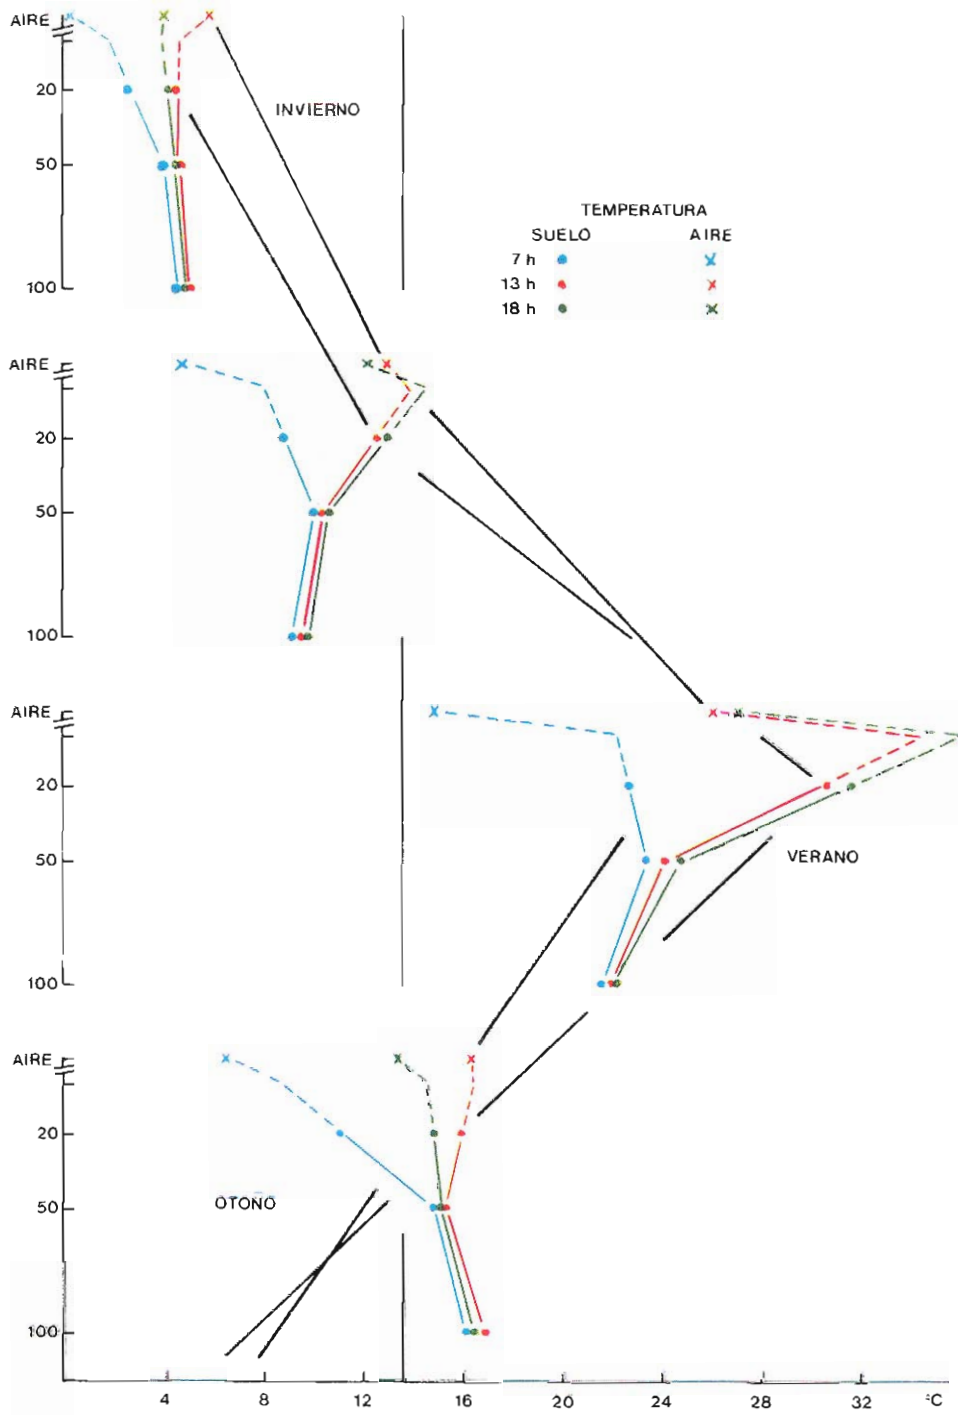 AIRE
20
INVIERNO
50
100
TEMPERATURA
SUELO AIRE
7 h
13 h
18 h
AIRE
20
50
100
AIRE
20
50
VERANO
100
AIRE
20
OTOÑO
50
100
4 8 12 16 20 24 28 32 °C